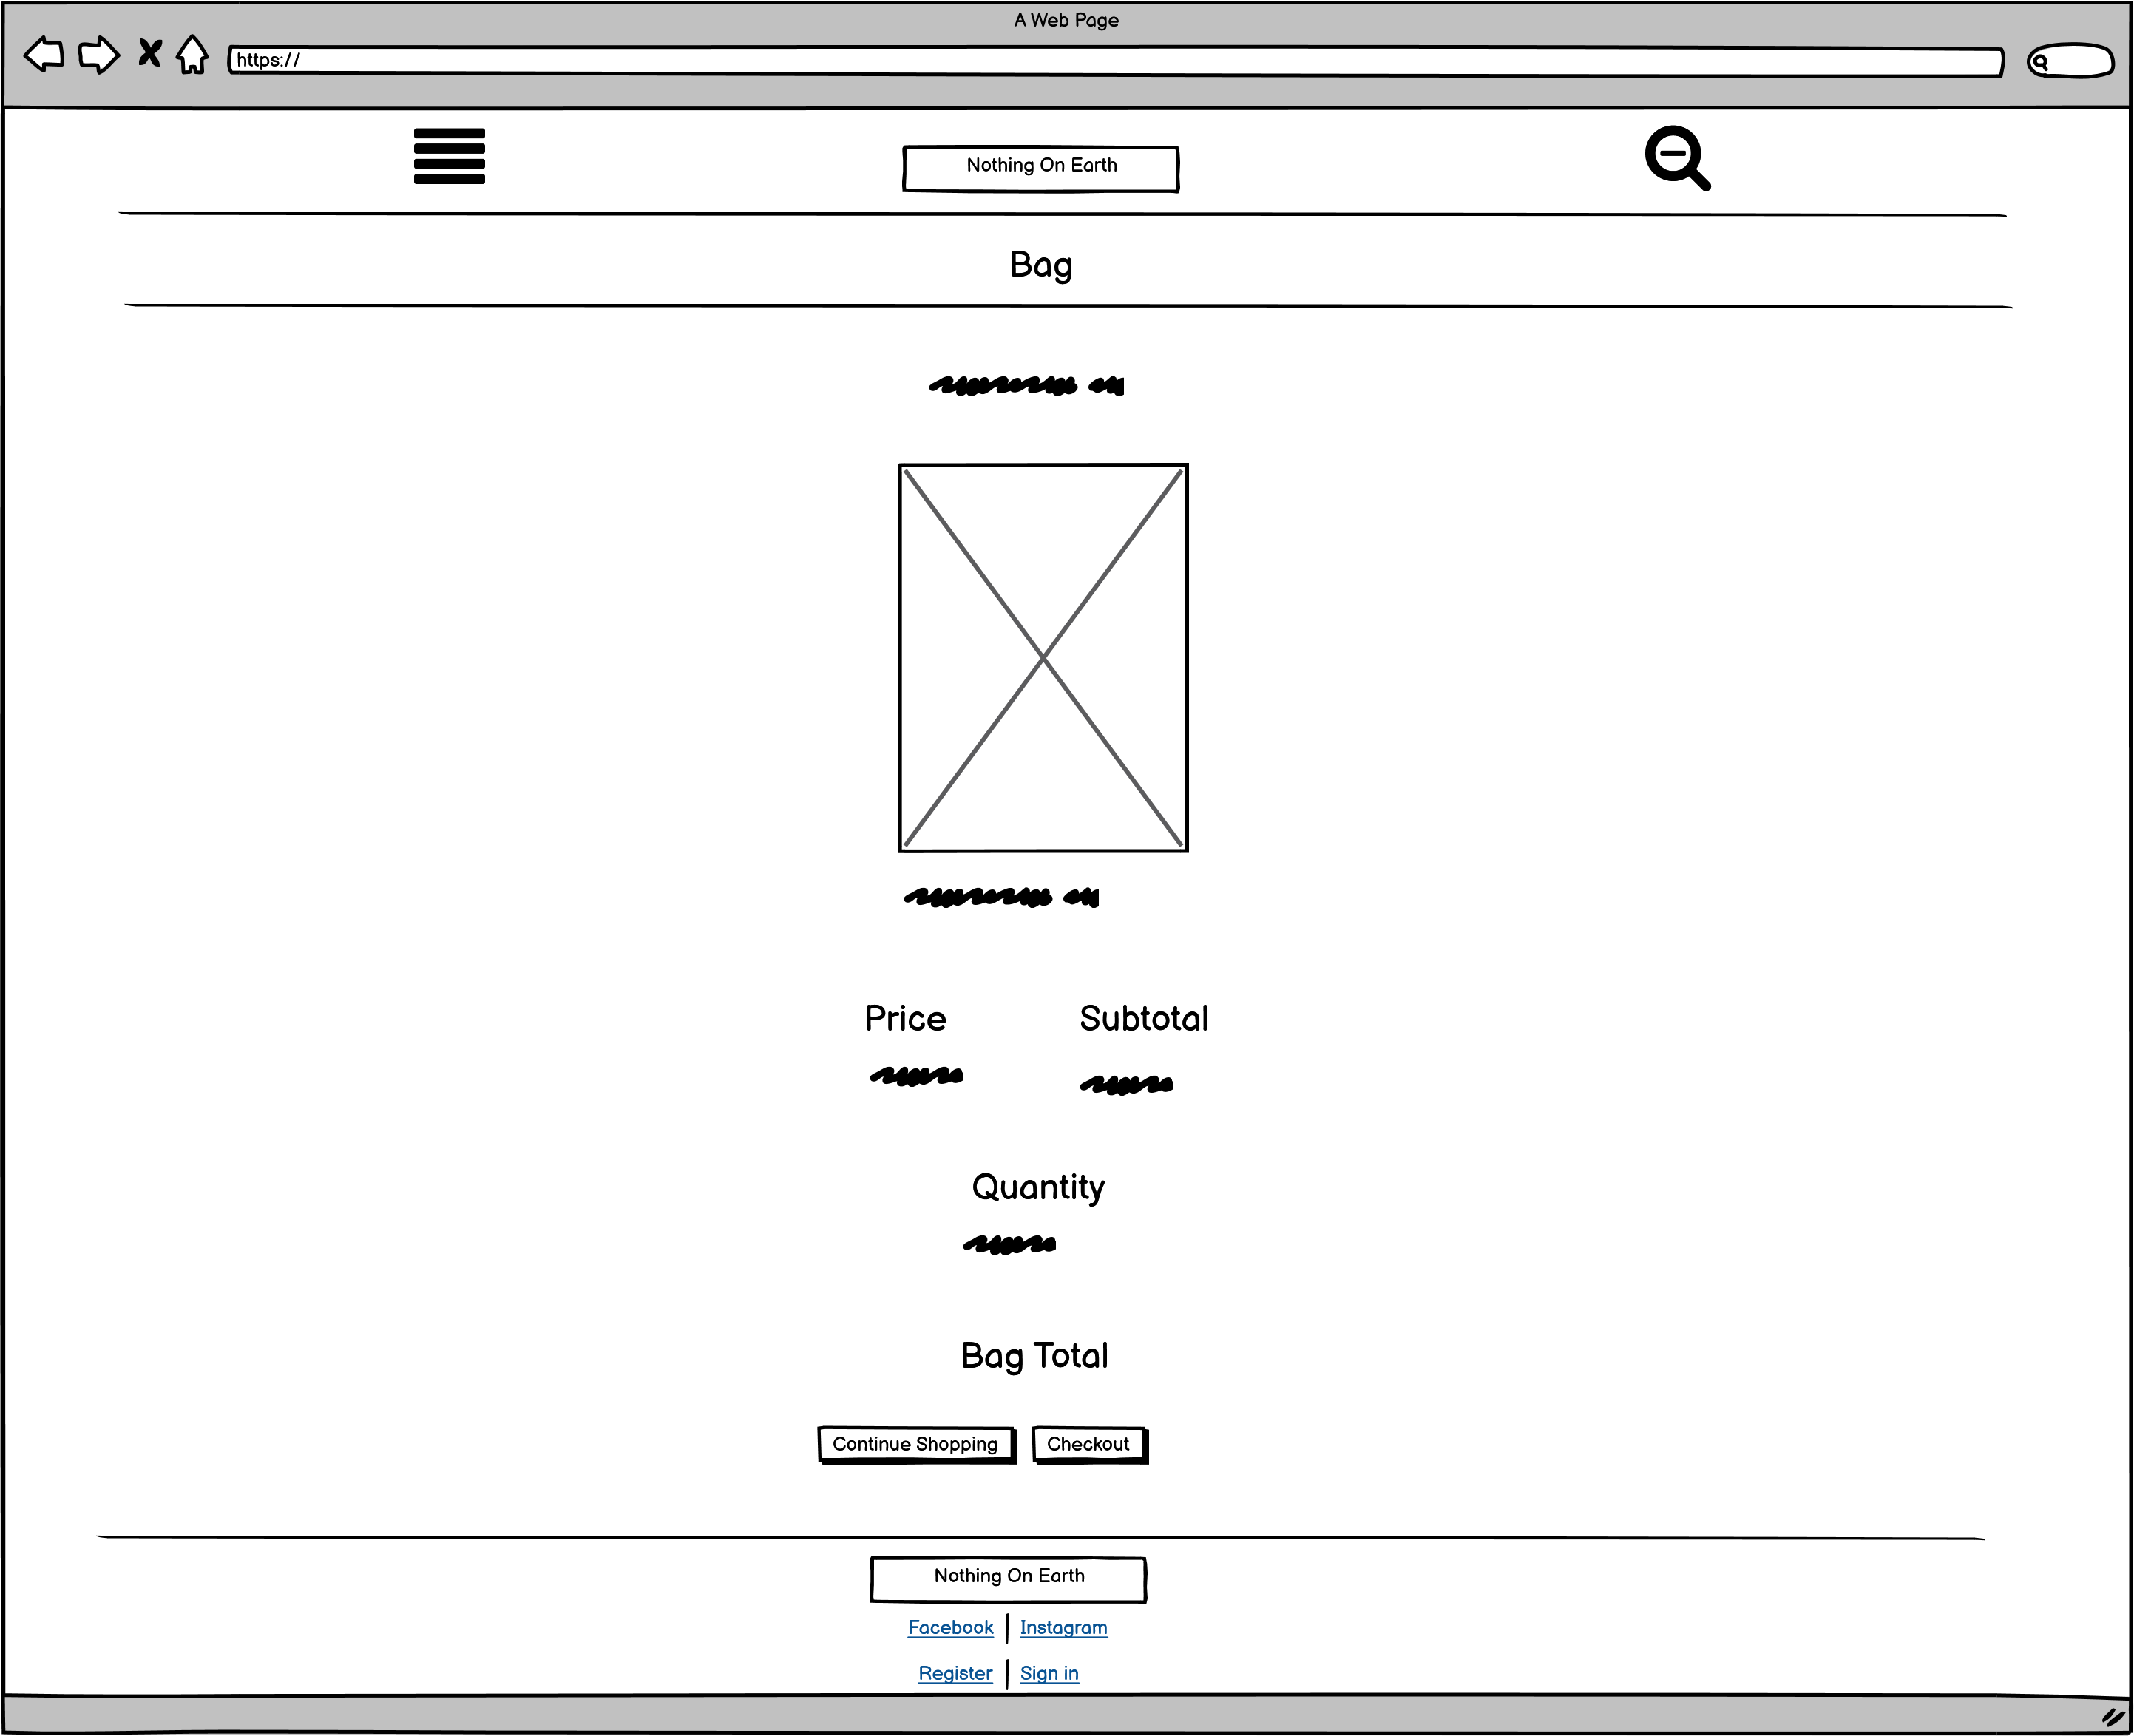 A Web Page
https://
Nothing On Earth
Bag
Price Subtotal
Quantity
Bag Total
Continue Shopping Checkout
Nothing On Earth
Facebook Instagram
Register Sign in